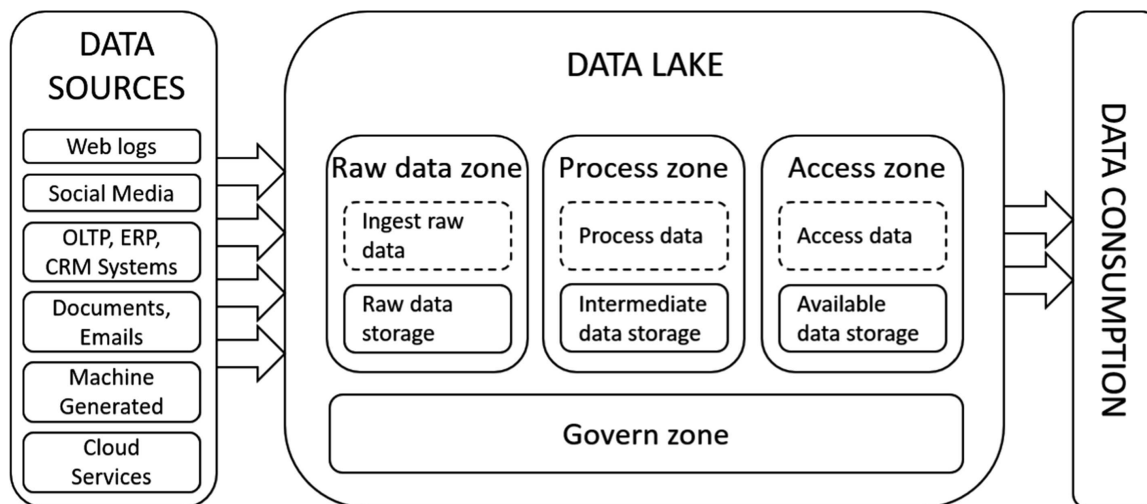 DATA
SOURCES
Web logs
Social Media
OLTP, ERP,
CRM Systems
Documents,
Emails
Machine
Generated
Cloud
Services
DATA LAKE
Raw data zone
Ingest raw
data
Raw data
storage
Process zone
Process data
Intermediate
data storage
Access zone
Access data
Available
data storage
Govern zone
DATA CONSUMPTION